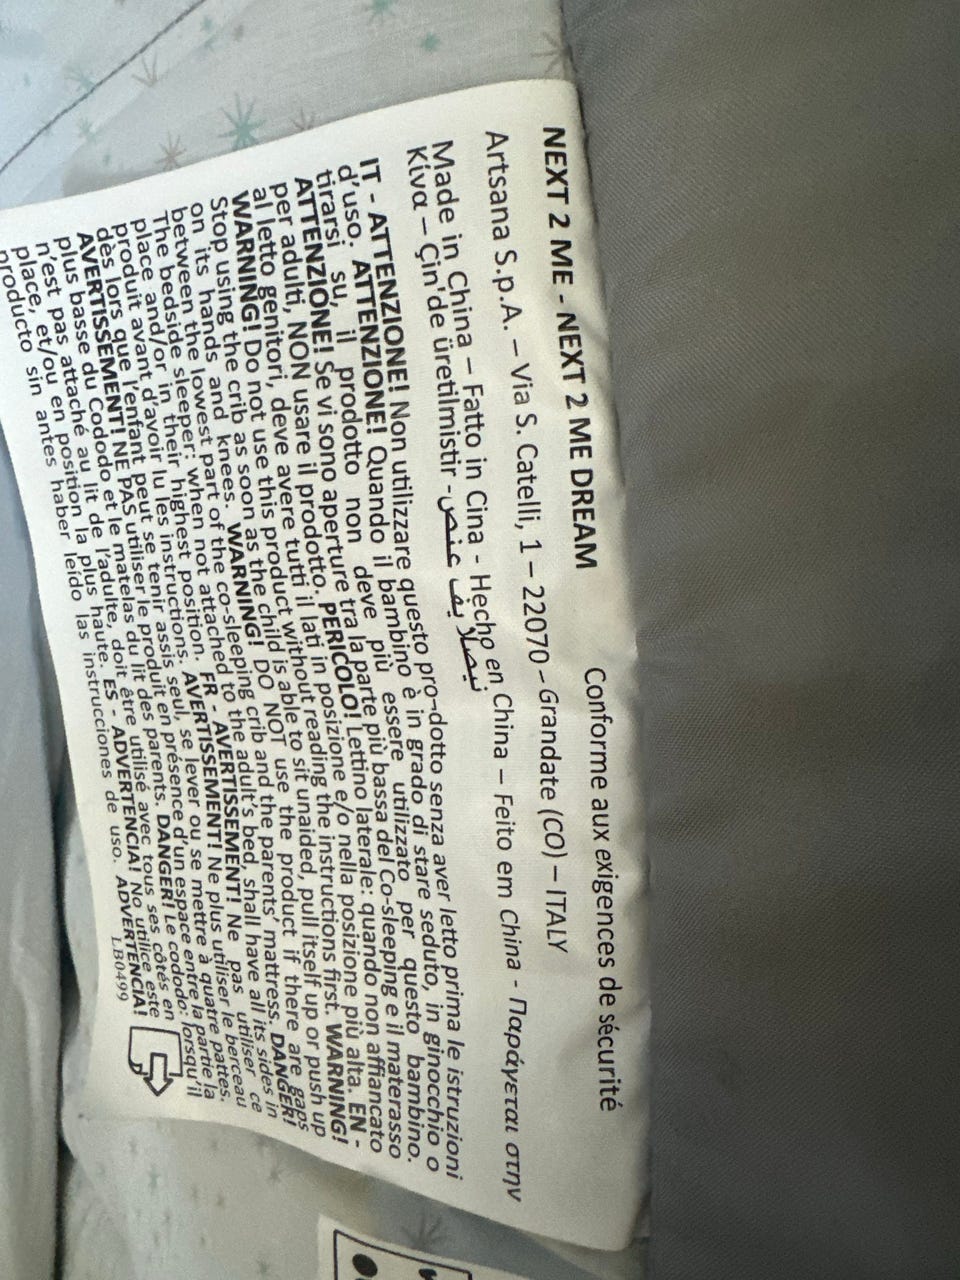 NEXT 2 ME - NEXT 2 ME DREAM Conforme aux exigences de sécurité
Artsana S.p.A. – Via S. Catelli, 1 – 22070 – Grandate (CO) – ITALY
Made in China – Fatto in Cina - Hecho en China – Feito em China - Παράγεται στην
Κίνα – Çin'de üretilmistir - نيصلا يف عنص
IT - ATTENZIONE! Non utilizzare questo pro-dotto senza aver letto prima le istruzioni
d'uso. ATTENZIONE! Quando il bambino è in grado di stare seduto, in ginocchio o
tirarsi su, il prodotto non deve più essere utilizzato per questo bambino.
ATTENZIONE! Se vi sono aperture tra la parte più bassa del Co-sleeping e il materasso
per adulti, NON usare il prodotto. PERICOLO! Lettino laterale: quando non affiancato
al letto genitori, deve avere tutti il lati in posizione e/o nella posizione più alta. EN -
WARNING! Do not use this product without reading the instructions first. WARNING!
Stop using the crib as soon as the child is able to sit unaided, pull itself up or push up
on its hands and knees. WARNING! DO NOT use the product if there are gaps
between the lowest part of the co-sleeping crib and the parents' mattress. DANGER!
The bedside sleeper: when not attached to the adult's bed, shall have all its sides in
place and/or in their highest position. FR - AVERTISSEMENT! Ne pas utiliser ce
produit avant d'avoir lu les instructions. AVERTISSEMENT! Ne plus utiliser le berceau
dès lors que l'enfant peut se tenir assis seul, se lever ou se mettre à quatre pattes.
AVERTISSEMENT! NE PAS utiliser le produit en présence d'un espace entre la partie la
plus basse du Cododo et le matelas du lit des parents. DANGER! Le cododo: lorsqu'il
n'est pas attaché au lit de l'adulte, doit être utilisé avec tous ses côtés en
place, et/ou en position la plus haute. ES - ADVERTENCIA! No utilice este
producto sin antes haber leído las instrucciones de uso. ADVERTENCIA!
LB0499